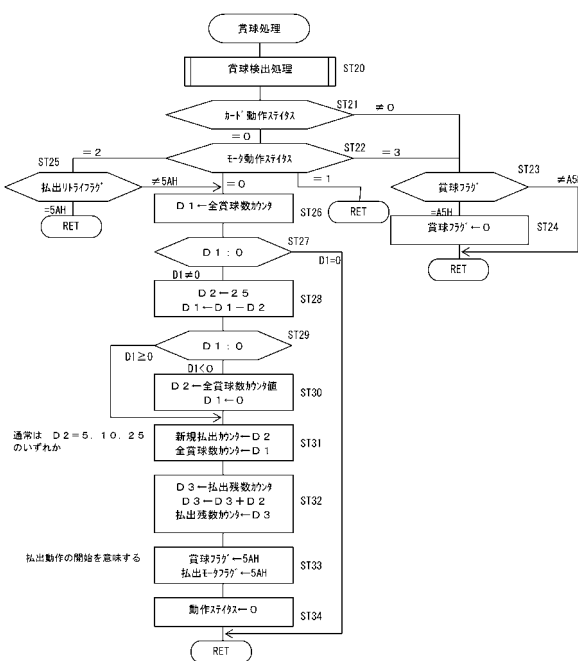 賞球処理
賞球検出処理
ST20
ST21
ｶｰﾄﾞ動作ｽﾃｲﾀｽ
≠０
＝０
ST22
ST25
＝２
ﾓｰﾀ動作ｽﾃｲﾀｽ
＝３
ST23
払出ﾘﾄﾗｲﾌﾗｸﾞ
≠5AH
＝０
＝１
賞球ﾌﾗｸﾞ
≠A5H
=5AH
RET
Ｄ１←全賞球数ｶｳﾝﾀ
ST26
RET
=A5H
賞球ﾌﾗｸﾞ←０
ST24
ST27
Ｄ１：０
D1=0
RET
D1≠0
Ｄ２←２５
Ｄ１←Ｄ１−Ｄ２
ST28
ST29
Ｄ１：０
D1≥0
D1<0
Ｄ２←全賞球数ｶｳﾝﾀ値
Ｄ１←０
ST30
通常は　Ｄ２＝５．１０．２５
のいずれか
新規払出ｶｳﾝﾀｰ←Ｄ２
全賞球数ｶｳﾝﾀ←Ｄ１
ST31
Ｄ３←払出残数ｶｳﾝﾀ
Ｄ３←Ｄ３＋Ｄ２
払出残数ｶｳﾝﾀ←Ｄ３
ST32
払出動作の開始を意味する
賞球ﾌﾗｸﾞ←5AH
払出ﾓｰﾀﾌﾗｸﾞ←5AH
ST33
動作ｽﾃｲﾀｽ←０
ST34
RET